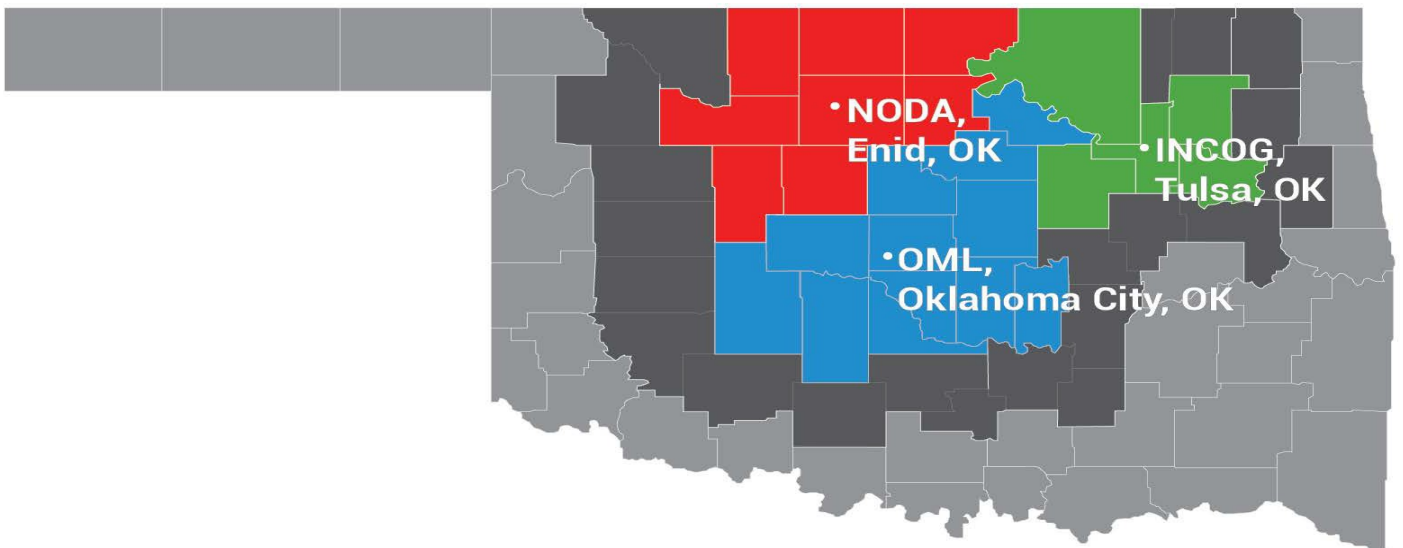 NODA,
Enid, OK
INCOG,
Tulsa, OK
OML,
Oklahoma City, OK